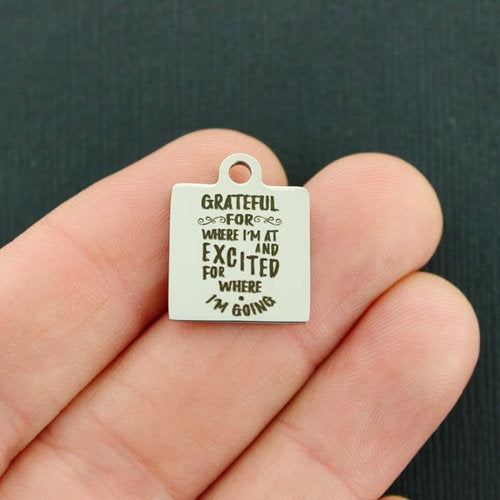 GRATEFUL
FOR
WHERE I'M AT
AND
EXCITED
FOR
WHERE
I'M GOING